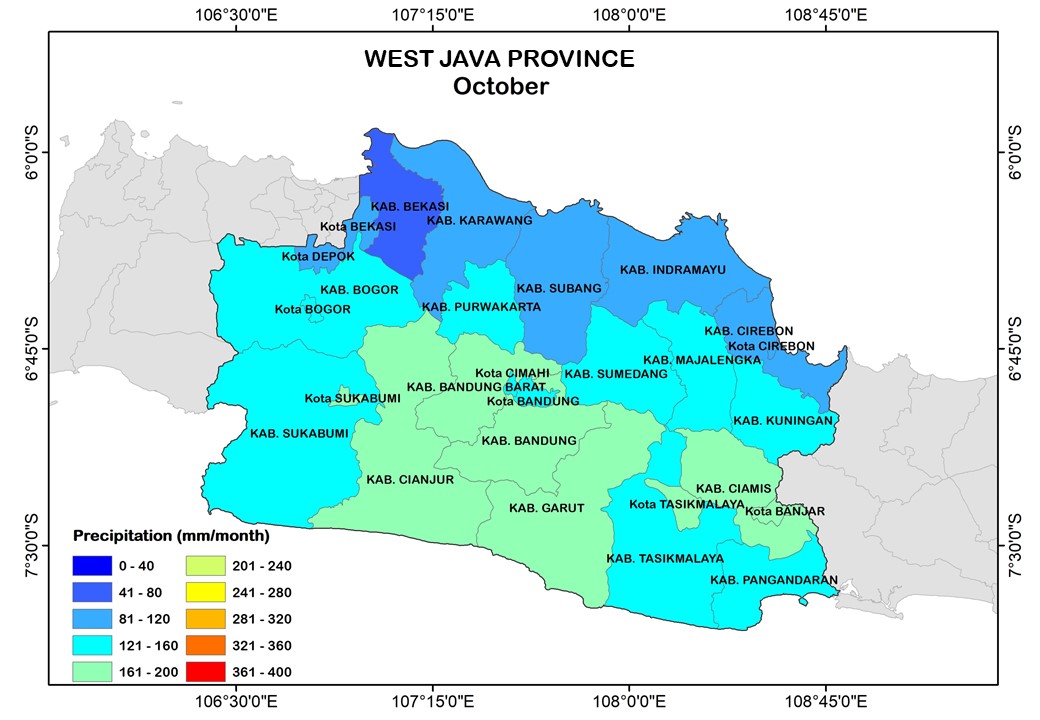 106°30'0"E 107°15'0"E 108°00'0"E 108°45'0"E
WEST JAVA PROVINCE
October
6°0'0"S
6°0'0"S
KAB. BEKASI
KAB. KARAWANG
Kota BEKASI
Kota DEPOK
KAB. INDRAMAYU
KAB. BOGOR
KAB. SUBANG
Kota BOGOR
KAB. PURWAKARTA
KAB. CIREBON
Kota CIREBON
6°45'0"S
6°45'0"S
KAB. MAJALENGKA
Kota CIMAHI
KAB. SUMEDANG
KAB. BANDUNG BARAT
Kota SUKABUMI
Kota BANDUNG
KAB. KUNINGAN
KAB. SUKABUMI
KAB. BANDUNG
KAB. CIANJUR
KAB. CIAMIS
KAB. GARUT
Kota TASIKMALAYA
Kota BANJAR
7°30'0"S
7°30'0"S
KAB. TASIKMALAYA
KAB. PANGANDARAN
Precipitation (mm/month)
0 - 40 201 - 240
41 - 80 241 - 280
81 - 120 281 - 320
121 - 160 321 - 360
161 - 200 361 - 400
106°30'0"E 107°15'0"E 108°00'0"E 108°45'0"E